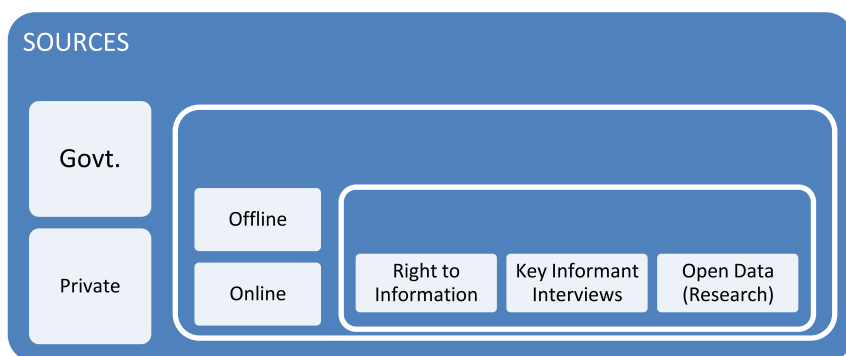 SOURCES
Govt.
Private
Offline
Online
Right to
Information
Key Informant
Interviews
Open Data
(Research)